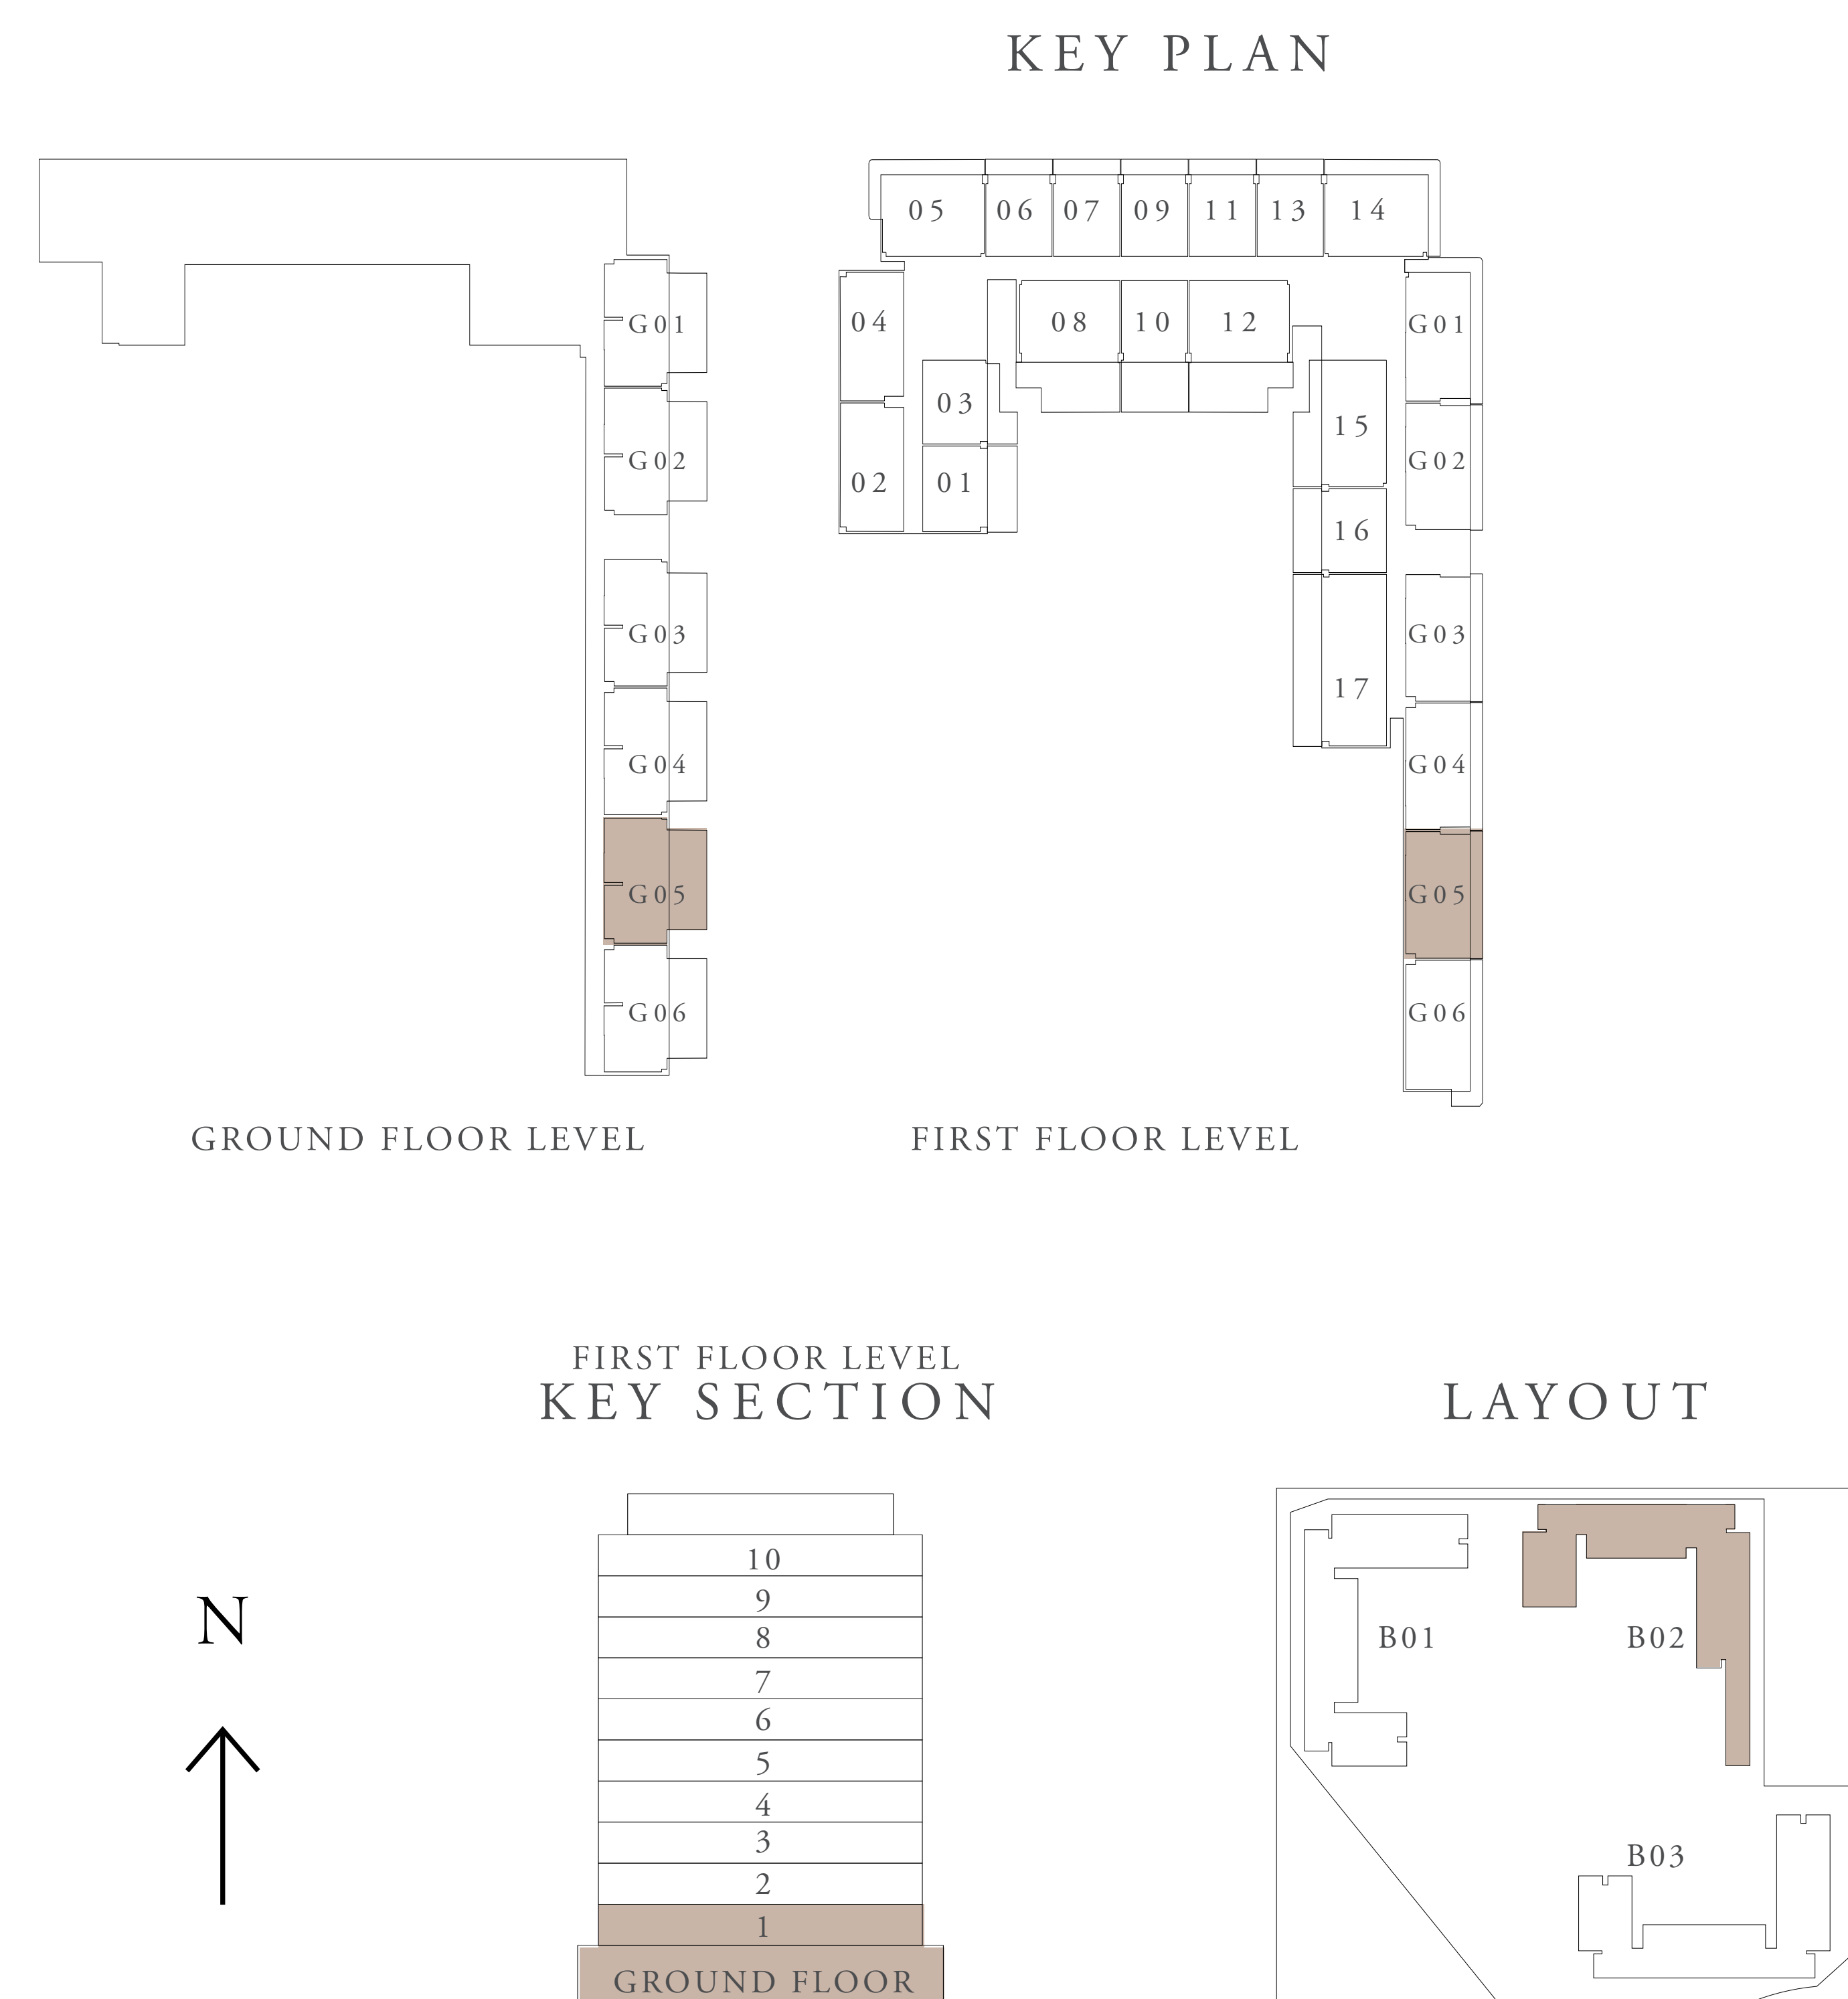 KEY PLAN
05 06 07 09 11 13 14
G01
G02
G03
G04
G05
G06
04 08 10 12 G01
03
02 01
15
G02
16
G03
17
G04
G05
G06
GROUND FLOOR LEVEL
FIRST FLOOR LEVEL
FIRST FLOOR LEVEL
KEY SECTION
LAYOUT
N
10
9
8
7
6
5
4
3
2
1
GROUND FLOOR
B01
B02
B03